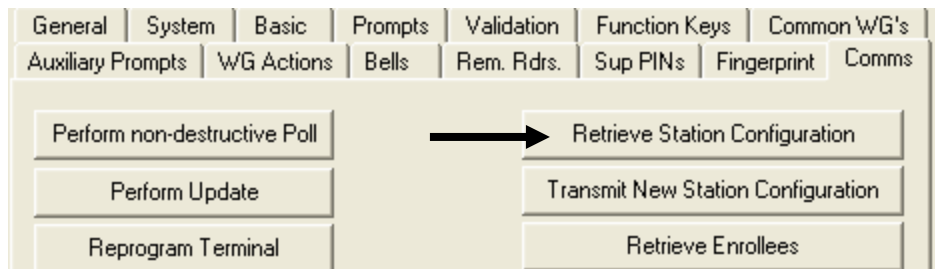 General System Basic Prompts Validation Function Keys Common WG's
Auxiliary Prompts WG Actions Bells Rem. Rdrs. Sup PINs Fingerprint Comms
Perform non-destructive Poll Retrieve Station Configuration
Perform Update Transmit New Station Configuration
Reprogram Terminal Retrieve Enrollees